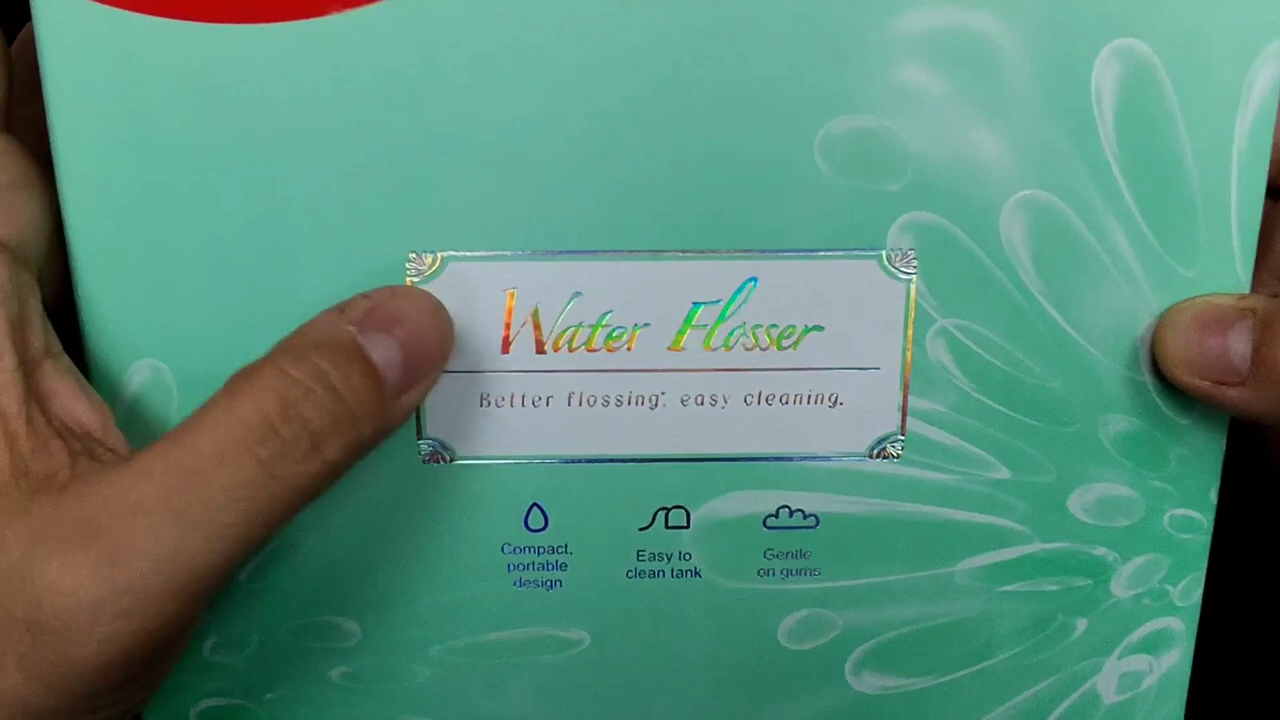 Water Flosser
Better flossing, easy cleaning.
Compact,
portable
design
Easy to
clean tank
Gentle
on gums